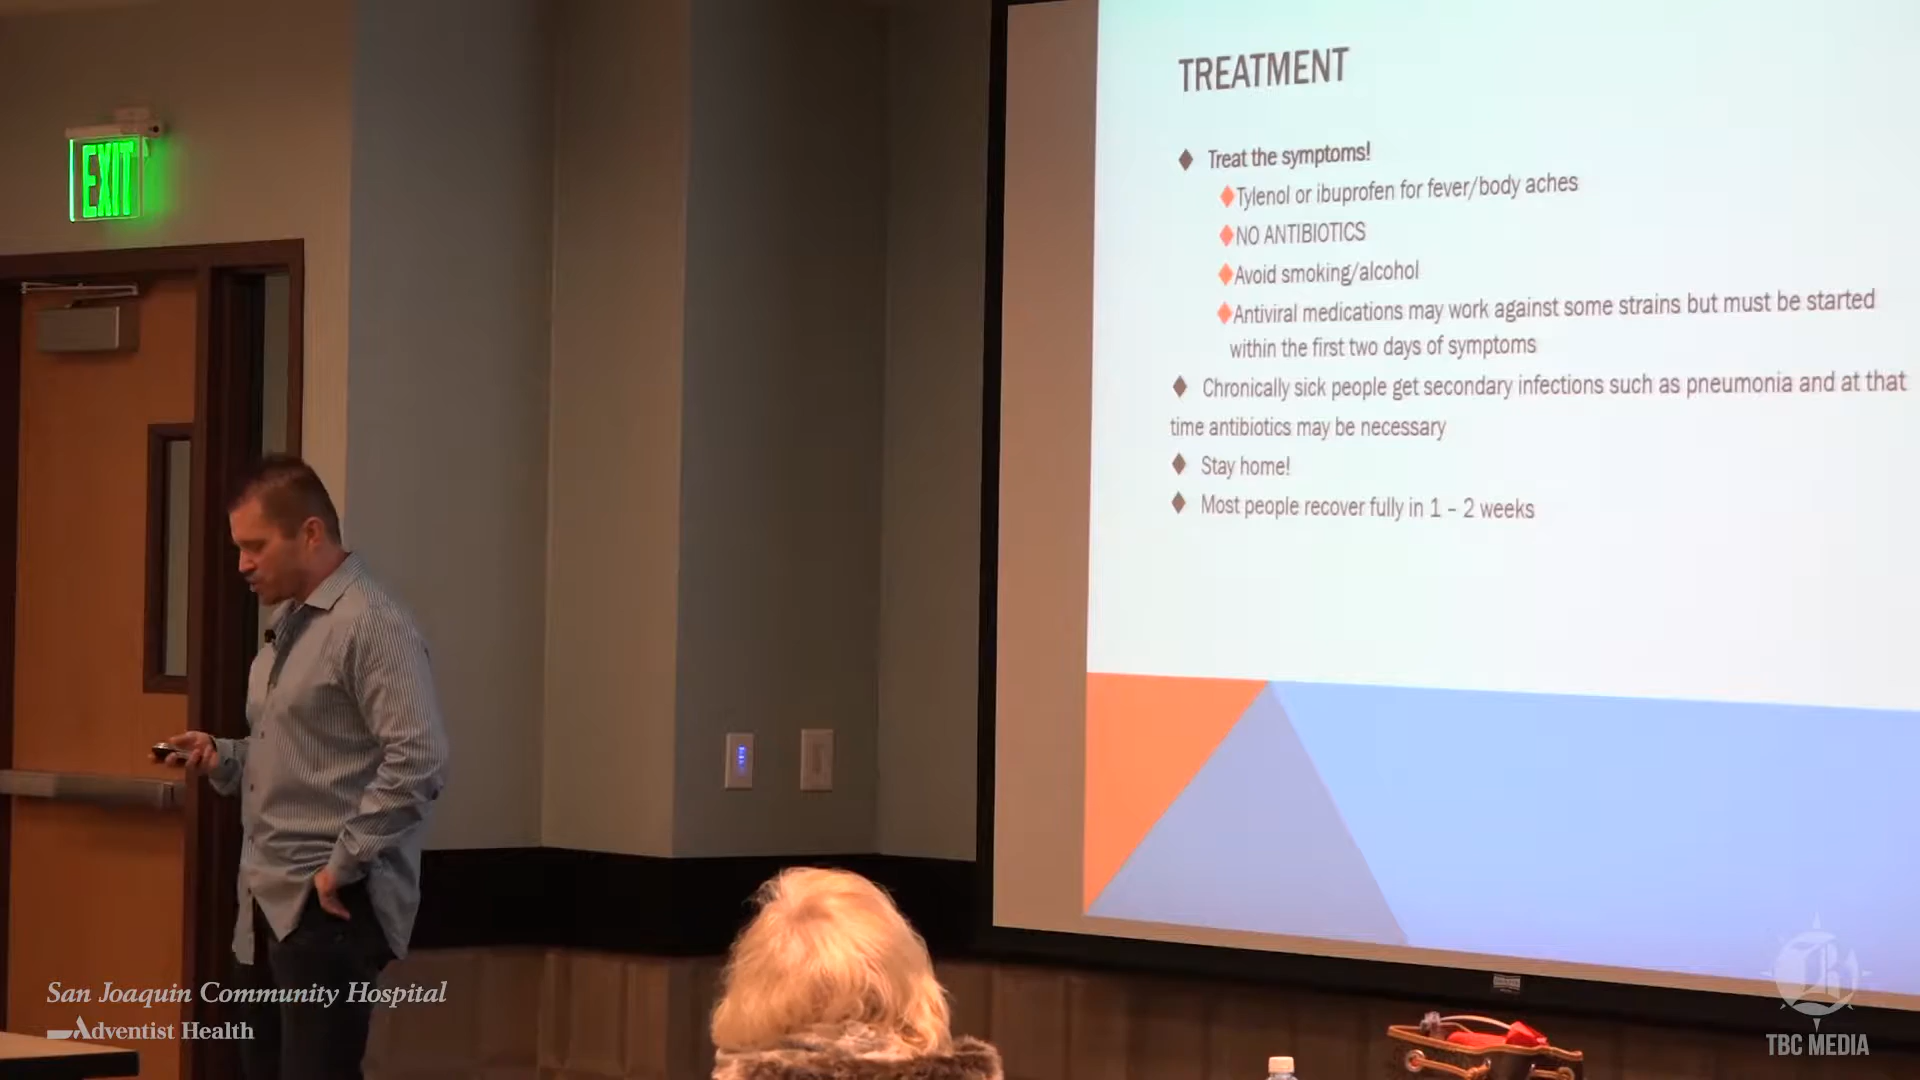 EXIT
TREATMENT
Treat the symptoms!
Tylenol or ibuprofen for fever/body aches
NO ANTIBIOTICS
Avoid smoking/alcohol
Antiviral medications may work against some strains but must be started
within the first two days of symptoms
Chronically sick people get secondary infections such as pneumonia and at that
time antibiotics may be necessary
Stay home!
Most people recover fully in 1 – 2 weeks
San Joaquin Community Hospital
Adventist Health
TBC MEDIA